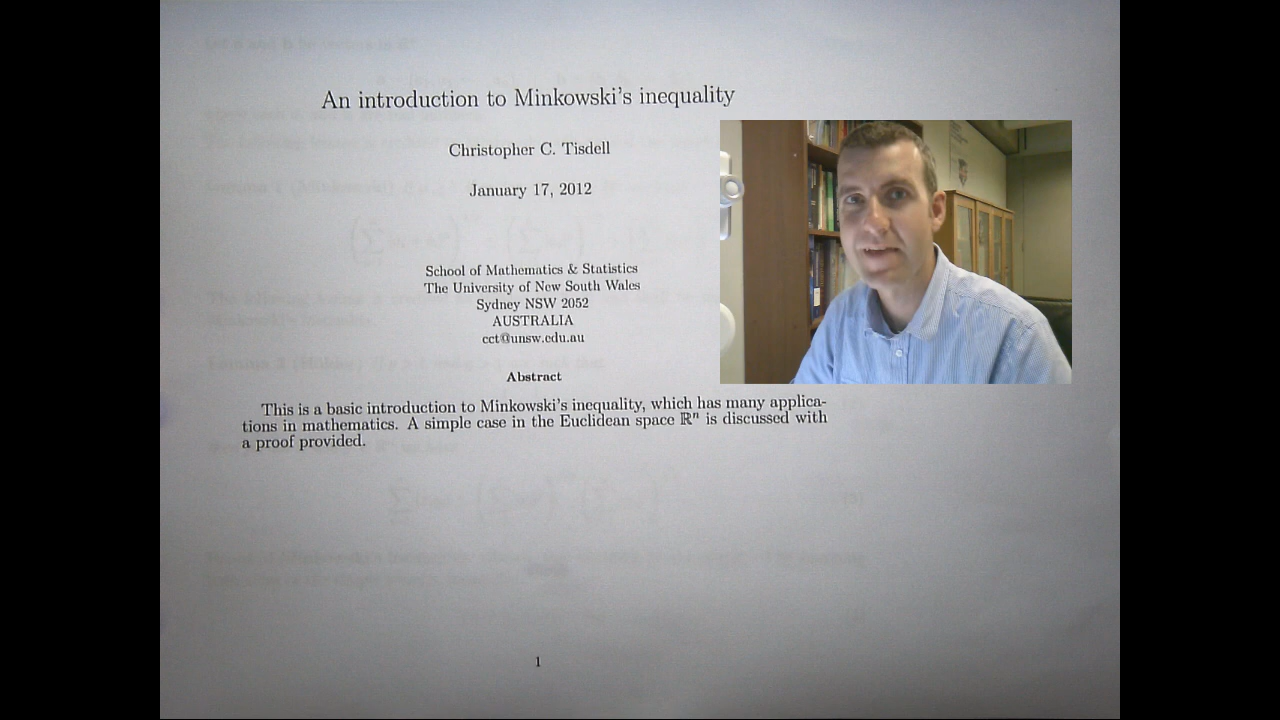 An introduction to Minkowski's inequality
Christopher C. Tisdell
January 17, 2012
School of Mathematics & Statistics
The University of New South Wales
Sydney NSW 2052
AUSTRALIA
cct@unsw.edu.au
Abstract
This is a basic introduction to Minkowski's inequality, which has many applica-
tions in mathematics. A simple case in the Euclidean space ℝⁿ is discussed with
a proof provided.
1